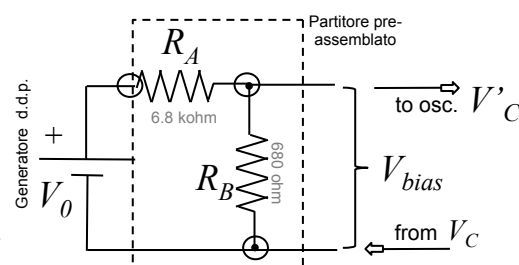 Partitore pre-
assemblato
R_A
6.8 kohm
to osc. V'_C
Generatore d.d.p.
+
V_0
R_B
680 ohm
V_bias
from V_C